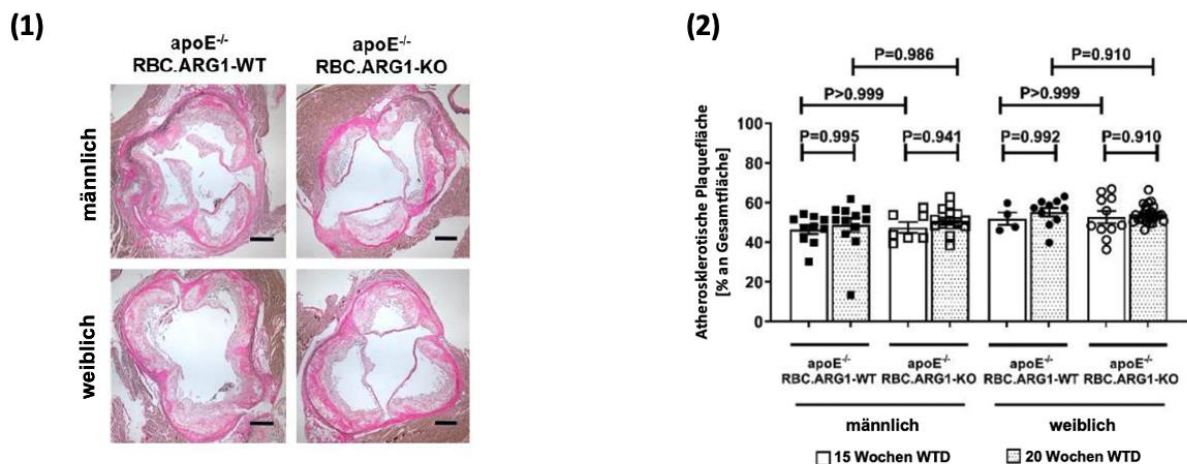 (1)
apoE-/-
RBC.ARG1-WT
apoE-/-
RBC.ARG1-KO
männlich
weiblich
(2)
P=0.986
P=0.910
P>0.999
P>0.999
P=0.995
P=0.941
P=0.992
P=0.910
Atherosklerotische Plaquefläche
[% an Gesamtfläche]
100
80
60
40
20
0
apoE-/-
RBC.ARG1-WT
apoE-/-
RBC.ARG1-KO
apoE-/-
RBC.ARG1-WT
apoE-/-
RBC.ARG1-KO
männlich
weiblich
15 Wochen WTD
20 Wochen WTD